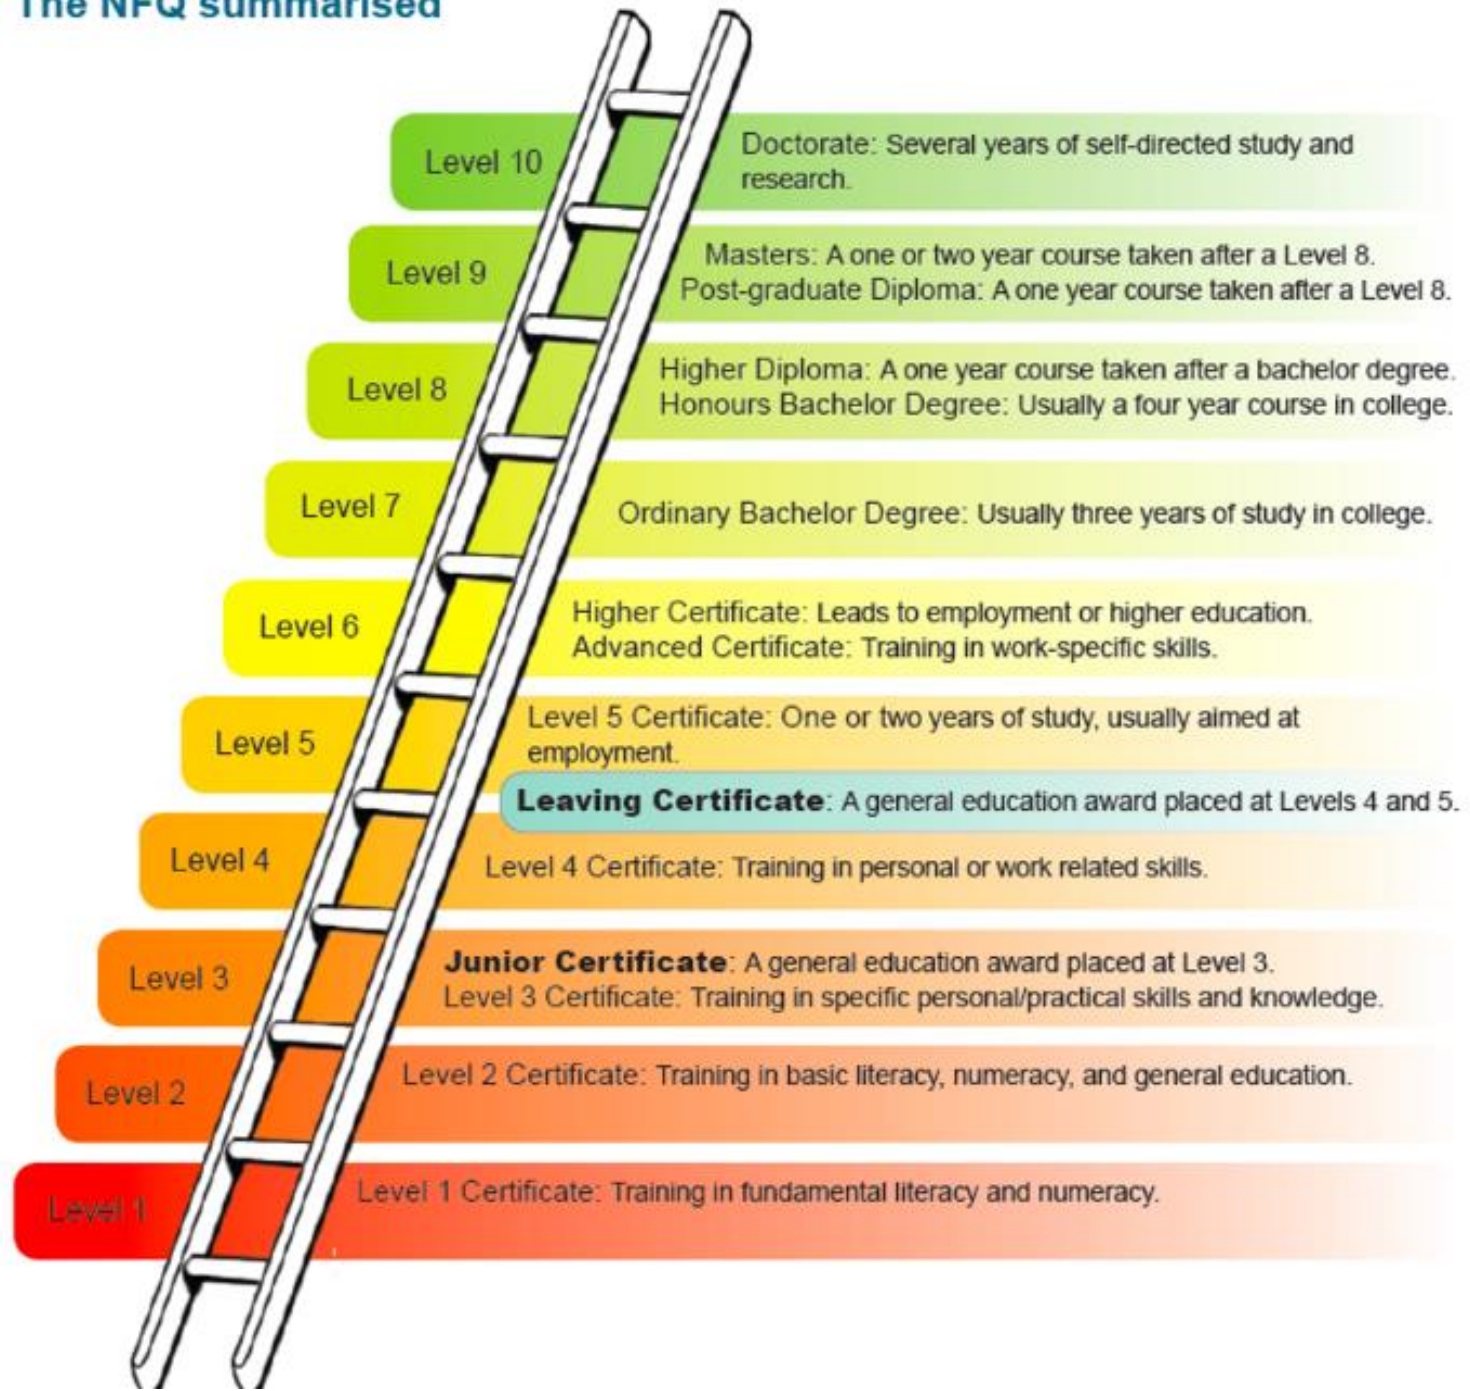 The NFQ summarised
Level 10
Doctorate: Several years of self-directed study and
research.
Level 9
Masters: A one or two year course taken after a Level 8.
Post-graduate Diploma: A one year course taken after a Level 8.
Level 8
Higher Diploma: A one year course taken after a bachelor degree.
Honours Bachelor Degree: Usually a four year course in college.
Level 7
Ordinary Bachelor Degree: Usually three years of study in college.
Level 6
Higher Certificate: Leads to employment or higher education.
Advanced Certificate: Training in work-specific skills.
Level 5
Level 5 Certificate: One or two years of study, usually aimed at
employment.
Leaving Certificate: A general education award placed at Levels 4 and 5.
Level 4
Level 4 Certificate: Training in personal or work related skills.
Level 3
Junior Certificate: A general education award placed at Level 3.
Level 3 Certificate: Training in specific personal/practical skills and knowledge.
Level 2
Level 2 Certificate: Training in basic literacy, numeracy, and general education.
Level 1
Level 1 Certificate: Training in fundamental literacy and numeracy.